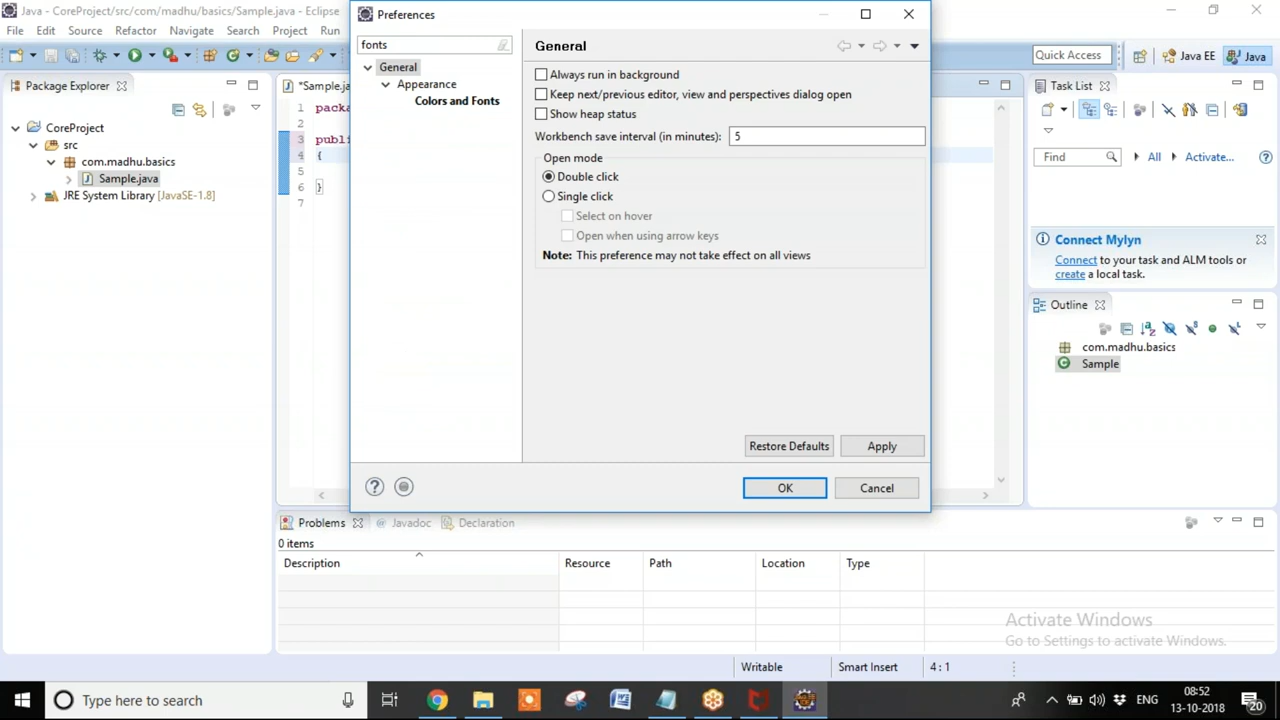 Java - CoreProject/src/com/madhu/basics/Sample.java - Eclipse
File Edit Source Refactor Navigate Search Project Run
Quick Access Java EE Java
Package Explorer
CoreProject
src
com.madhu.basics
Sample.java
JRE System Library [JavaSE-1.8]
*Sample.ja
1 packa
2
3 publi
4 {
5
6 }
7
Preferences
fonts
General
Appearance
Colors and Fonts
General
Always run in background
Keep next/previous editor, view and perspectives dialog open
Show heap status
Workbench save interval (in minutes): 5
Open mode
Double click
Single click
Select on hover
Open when using arrow keys
Note: This preference may not take effect on all views
Restore Defaults Apply
OK Cancel
Task List
Find All Activate...
Connect Mylyn
Connect to your task and ALM tools or
create a local task.
Outline
com.madhu.basics
Sample
Problems @ Javadoc Declaration
0 items
Description Resource Path Location Type
Activate Windows
Go to Settings to activate Windows.
Writable Smart Insert 4 : 1
Type here to search
ENG
08:52
13-10-2018
20